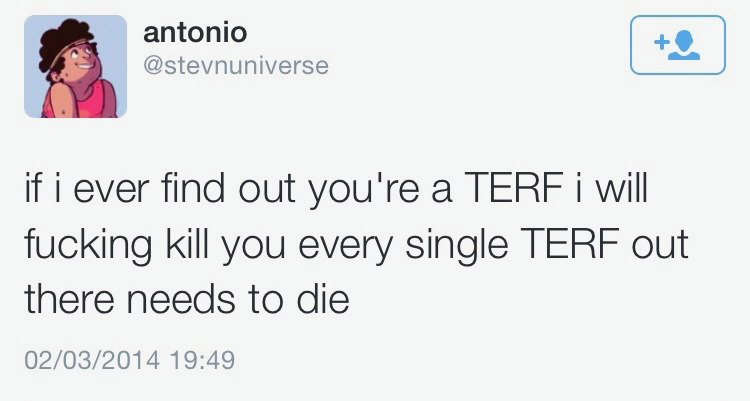 antonio
@stevnuniverse
if i ever find out you're a TERF i will
fucking kill you every single TERF out
there needs to die
02/03/2014 19:49